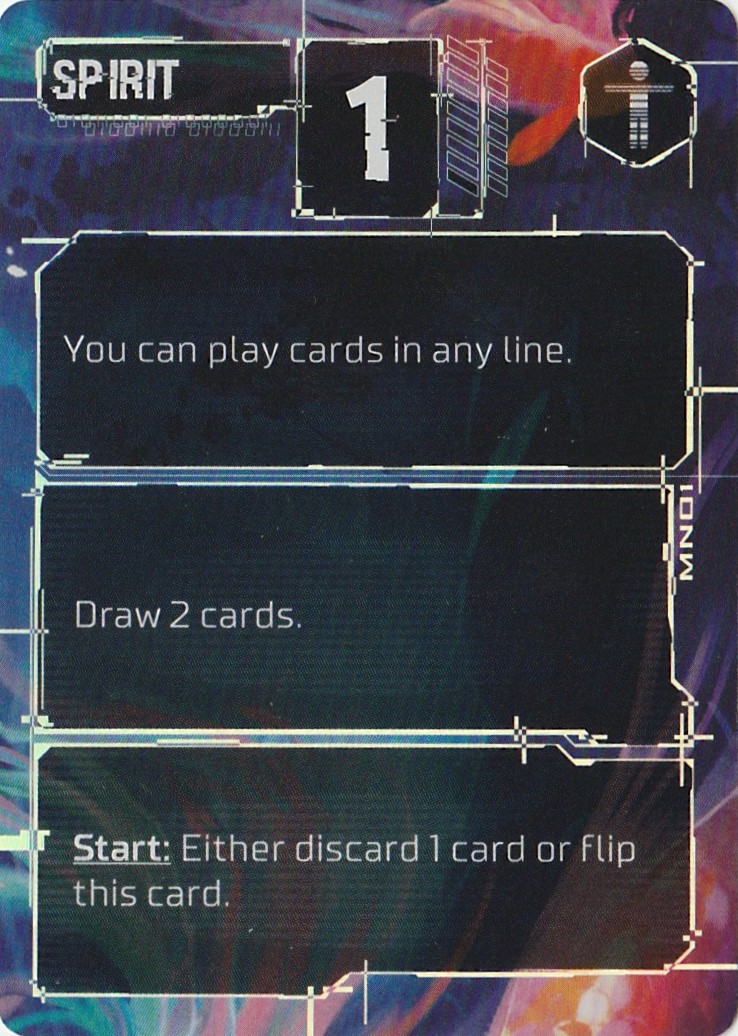 SPIRIT
1
You can play cards in any line.
MN01
Draw 2 cards.
Start: Either discard 1 card or flip
this card.